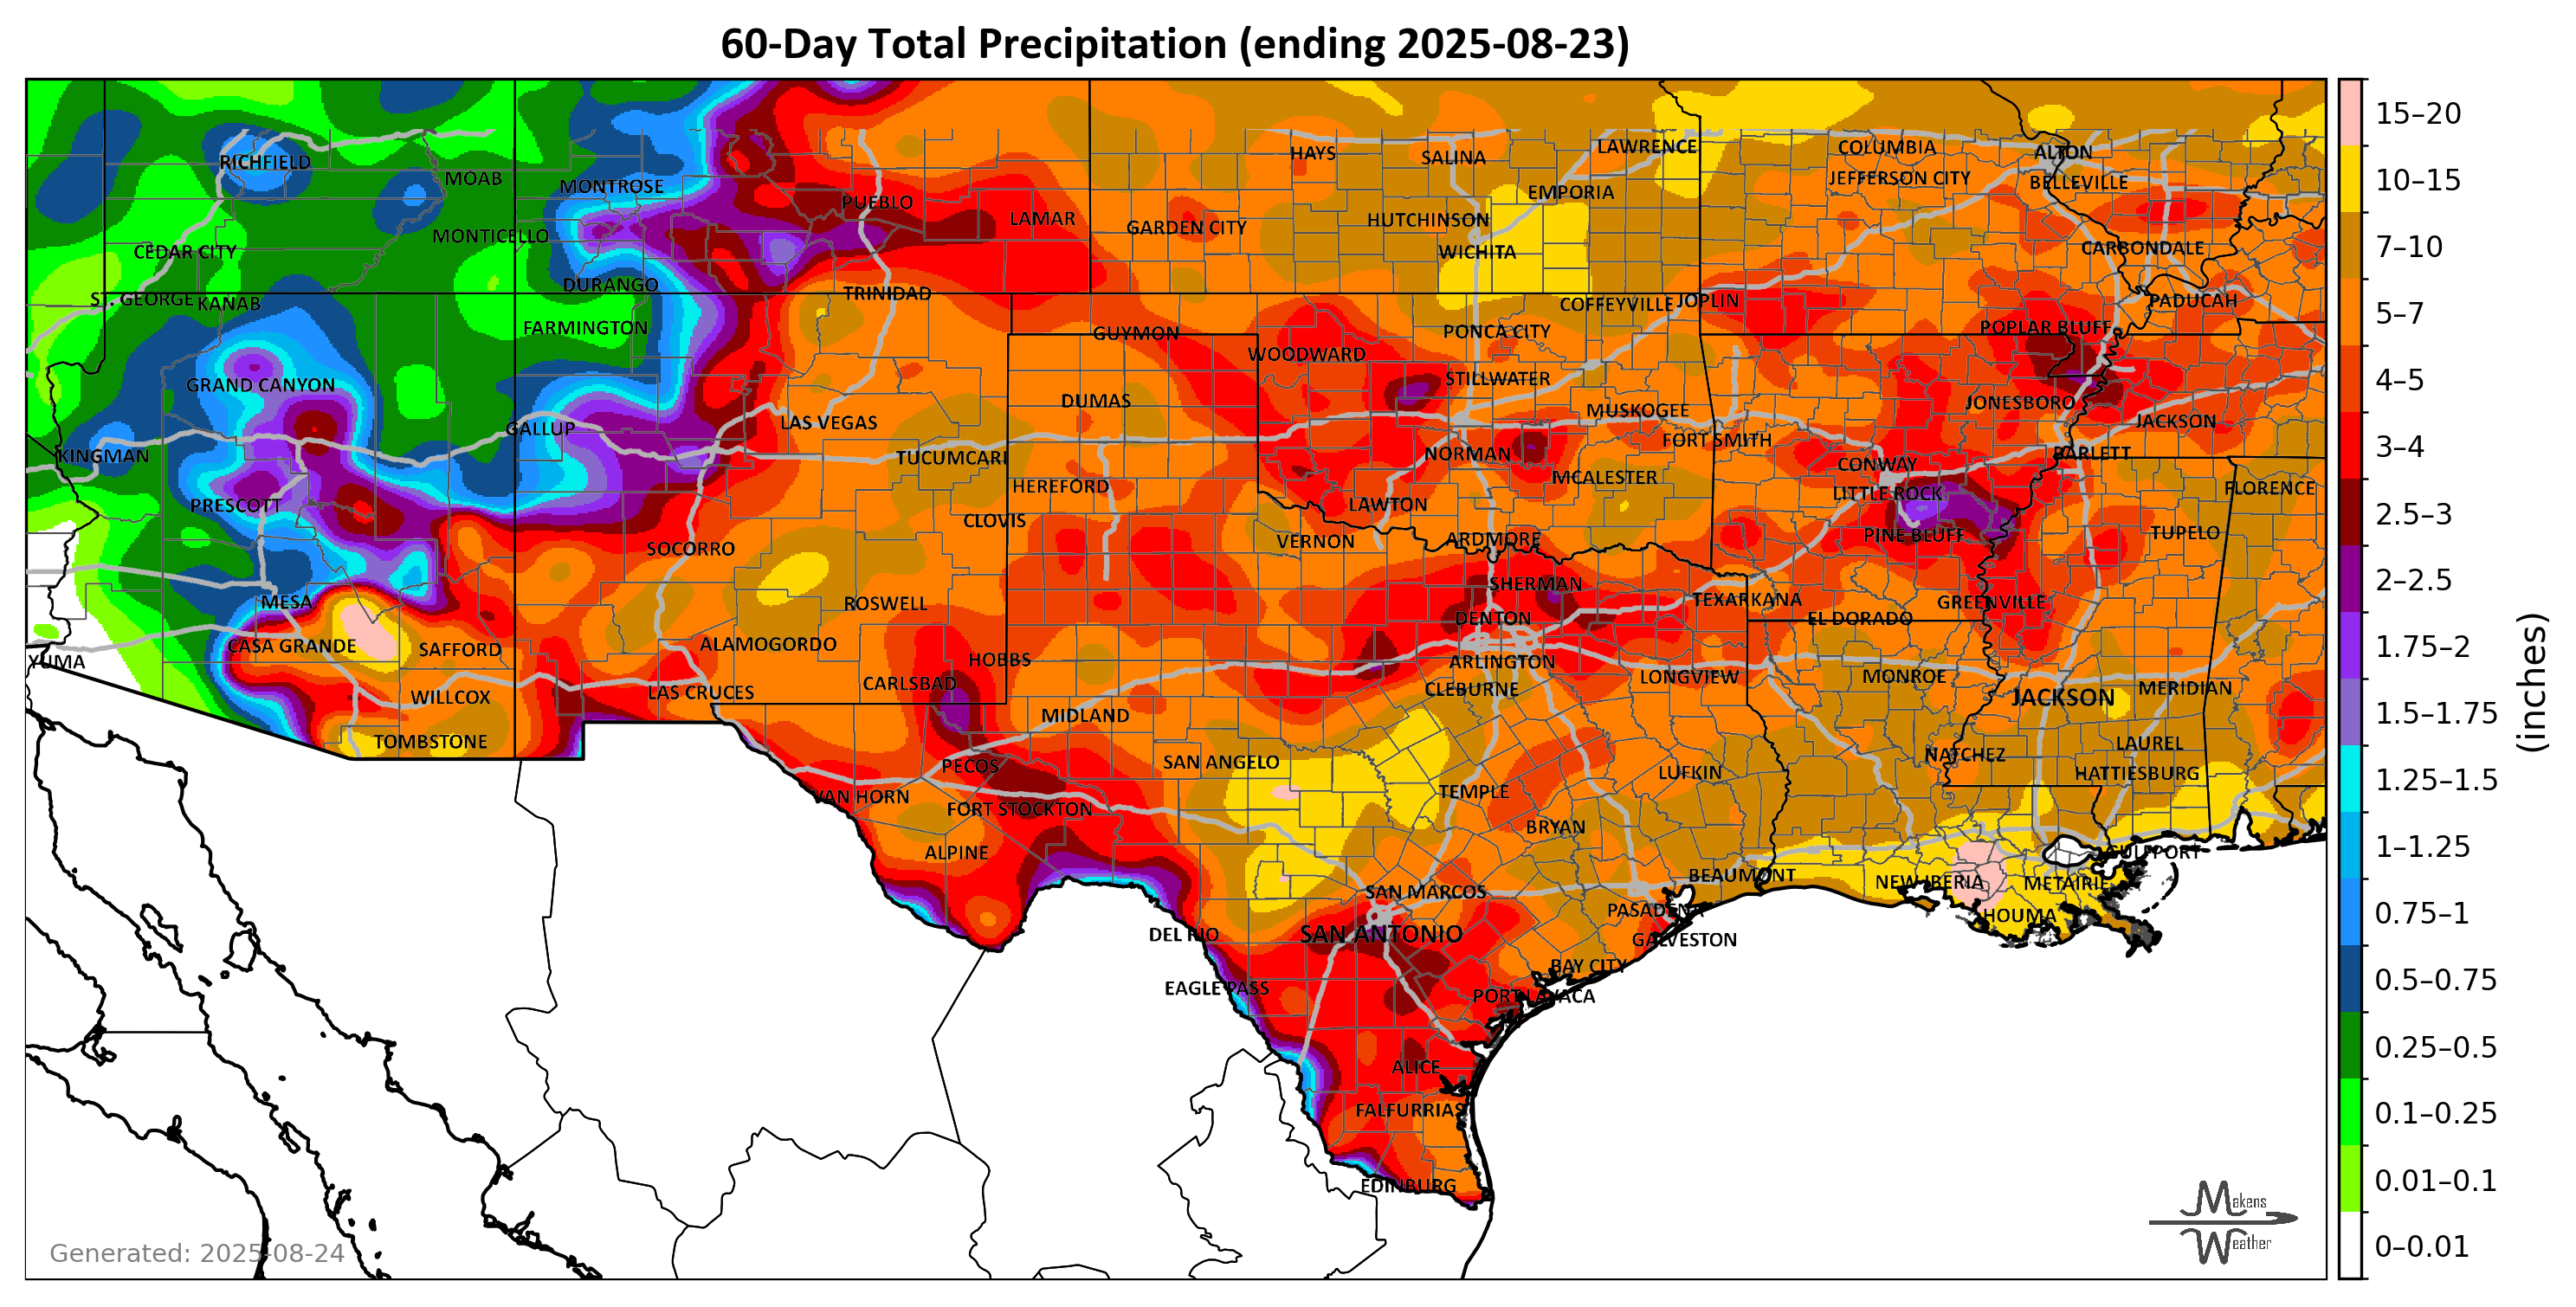 60-Day Total Precipitation (ending 2025-08-23)
RICHFIELD
MOAB
MONTROSE
PUEBLO
LAMAR
HAYS
SALINA
LAWRENCE
COLUMBIA
ALTON
JEFFERSON CITY
BELLEVILLE
EMPORIA
GARDEN CITY
HUTCHINSON
WICHITA
CEDAR CITY
MONTICELLO
CARBONDALE
DURANGO
TRINIDAD
ST. GEORGE
KANAB
COFFEYVILLE
JOPLIN
PADUCAH
FARMINGTON
GUYMON
PONCA CITY
POPLAR BLUFF
WOODWARD
STILLWATER
GRAND CANYON
DUMAS
MUSKOGEE
JONESBORO
LAS VEGAS
GALLUP
JACKSON
KINGMAN
TUCUMCARI
NORMAN
FORT SMITH
BARLETT
CONWAY
HEREFORD
MCALESTER
FLORENCE
PRESCOTT
LAWTON
LITTLE ROCK
CLOVIS
VERNON
ARDMORE
PINE BLUFF
TUPELO
SOCORRO
SHERMAN
MESA
ROSWELL
DENTON
TEXARKANA
GREENVILLE
EL DORADO
CASA GRANDE
SAFFORD
ALAMOGORDO
HOBBS
YUMA
ARLINGTON
WILLCOX
LAS CRUCES
CARLSBAD
CLEBURNE
LONGVIEW
MONROE
JACKSON
MERIDIAN
MIDLAND
TOMBSTONE
LAUREL
PECOS
SAN ANGELO
NATCHEZ
LUFKIN
HATTIESBURG
VAN HORN
FORT STOCKTON
TEMPLE
BRYAN
ALPINE
GULFPORT
SAN MARCOS
BEAUMONT
NEW IBERIA
METAIRIE
PASADENA
HOUMA
DEL RIO
SAN ANTONIO
GALVESTON
BAY CITY
EAGLE PASS
PORT LAVACA
ALICE
FALFURRIAS
EDINBURG
Generated: 2025-08-24
Makens
Weather
15–20
10–15
7–10
5–7
4–5
3–4
2.5–3
2–2.5
1.75–2
1.5–1.75
1.25–1.5
1–1.25
0.75–1
0.5–0.75
0.25–0.5
0.1–0.25
0.01–0.1
0–0.01
(inches)